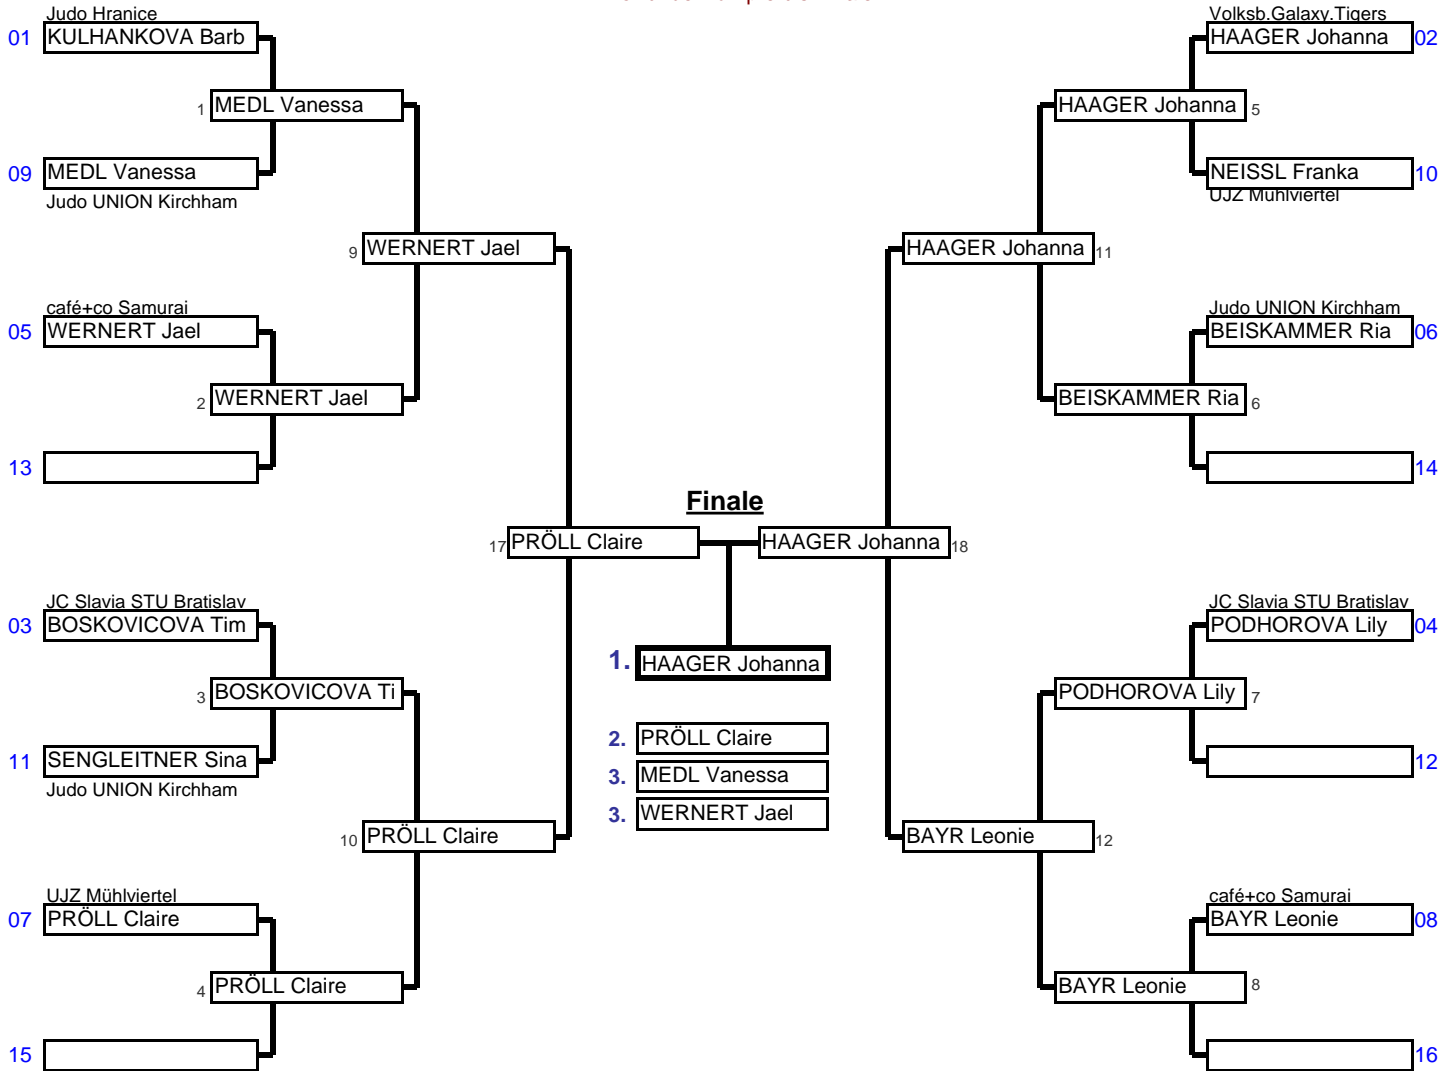 Judo Hranice
01 KULHANKOVA Barb
1 MEDL Vanessa
09 MEDL Vanessa
Judo UNION Kirchham
9 WERNERT Jael
café+co Samurai
05 WERNERT Jael
2 WERNERT Jael
13
17 PRÖLL Claire
JC Slavia STU Bratislav
03 BOSKOVICOVA Tim
3 BOSKOVICOVA Ti
11 SENGLEITNER Sina
Judo UNION Kirchham
10 PRÖLL Claire
UJZ Mühlviertel
07 PRÖLL Claire
4 PRÖLL Claire
15
Finale
1. HAAGER Johanna
2. PRÖLL Claire
3. MEDL Vanessa
3. WERNERT Jael
Volksb.Galaxy.Tigers
HAAGER Johanna 02
HAAGER Johanna 5
NEISSL Franka 10
UJZ Mühlviertel
HAAGER Johanna 11
Judo UNION Kirchham
BEISKAMMER Ria 06
BEISKAMMER Ria 6
14
HAAGER Johanna 18
JC Slavia STU Bratislav
PODHOROVA Lily 04
PODHOROVA Lily 7
12
BAYR Leonie 12
café+co Samurai
BAYR Leonie 08
BAYR Leonie 8
16